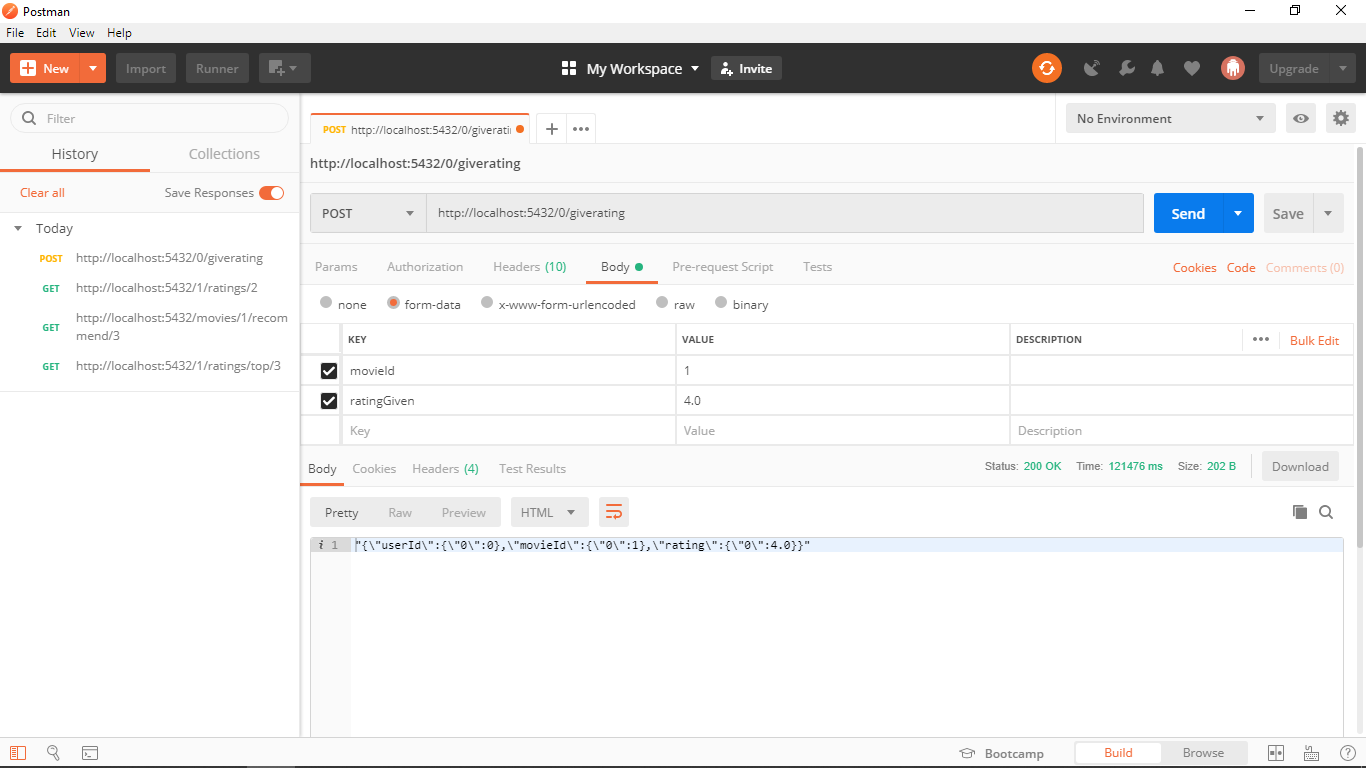 Postman
File Edit View Help
New Import Runner My Workspace Invite Upgrade
Filter
History Collections
Clear all Save Responses
Today
POST http://localhost:5432/0/giverating
GET http://localhost:5432/1/ratings/2
GET http://localhost:5432/movies/1/recom
mend/3
GET http://localhost:5432/1/ratings/top/3
POST http://localhost:5432/0/giverati
No Environment
http://localhost:5432/0/giverating
POST http://localhost:5432/0/giverating Send Save
Params Authorization Headers (10) Body Pre-request Script Tests Cookies Code Comments (0)
none form-data x-www-form-urlencoded raw binary
KEY VALUE DESCRIPTION Bulk Edit
movieId 1
ratingGiven 4.0
Key Value Description
Body Cookies Headers (4) Test Results Status: 200 OK Time: 121476 ms Size: 202 B Download
Pretty Raw Preview HTML
i 1 "{\"userId\":{\"0\":0},\"movieId\":{\"0\":1},\"rating\":{\"0\":4.0}}"
Bootcamp Build Browse